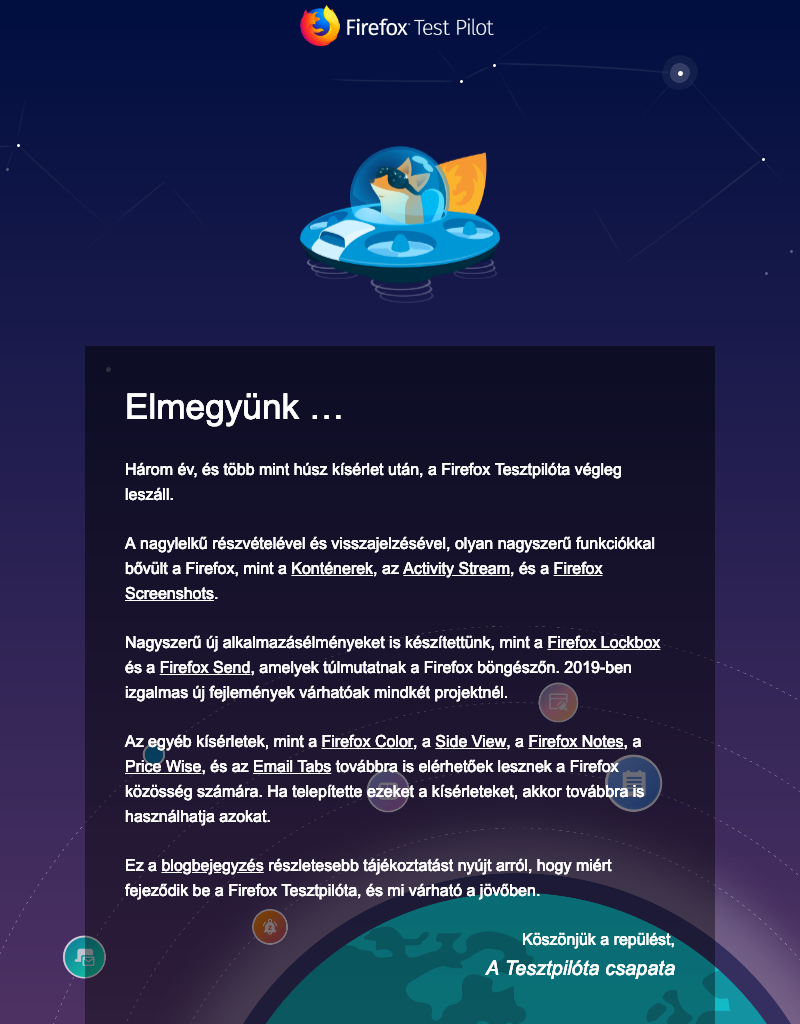 Firefox Test Pilot
Elmegyünk …
Három év, és több mint húsz kísérlet után, a Firefox Tesztpilóta végleg
leszáll.
A nagylelkű részvételével és visszajelzésével, olyan nagyszerű funkciókkal
bővült a Firefox, mint a Konténerek, az Activity Stream, és a Firefox
Screenshots.
Nagyszerű új alkalmazásélményeket is készítettünk, mint a Firefox Lockbox
és a Firefox Send, amelyek túlmutatnak a Firefox böngészőn. 2019-ben
izgalmas új fejlemények várhatóak mindkét projektnél.
Az egyéb kísérletek, mint a Firefox Color, a Side View, a Firefox Notes, a
Price Wise, és az Email Tabs továbbra is elérhetőek lesznek a Firefox
közösség számára. Ha telepítette ezeket a kísérleteket, akkor továbbra is
használhatja azokat.
Ez a blogbejegyzés részletesebb tájékoztatást nyújt arról, hogy miért
fejeződik be a Firefox Tesztpilóta, és mi várható a jövőben.
Köszönjük a repülést,
A Tesztpilóta csapata